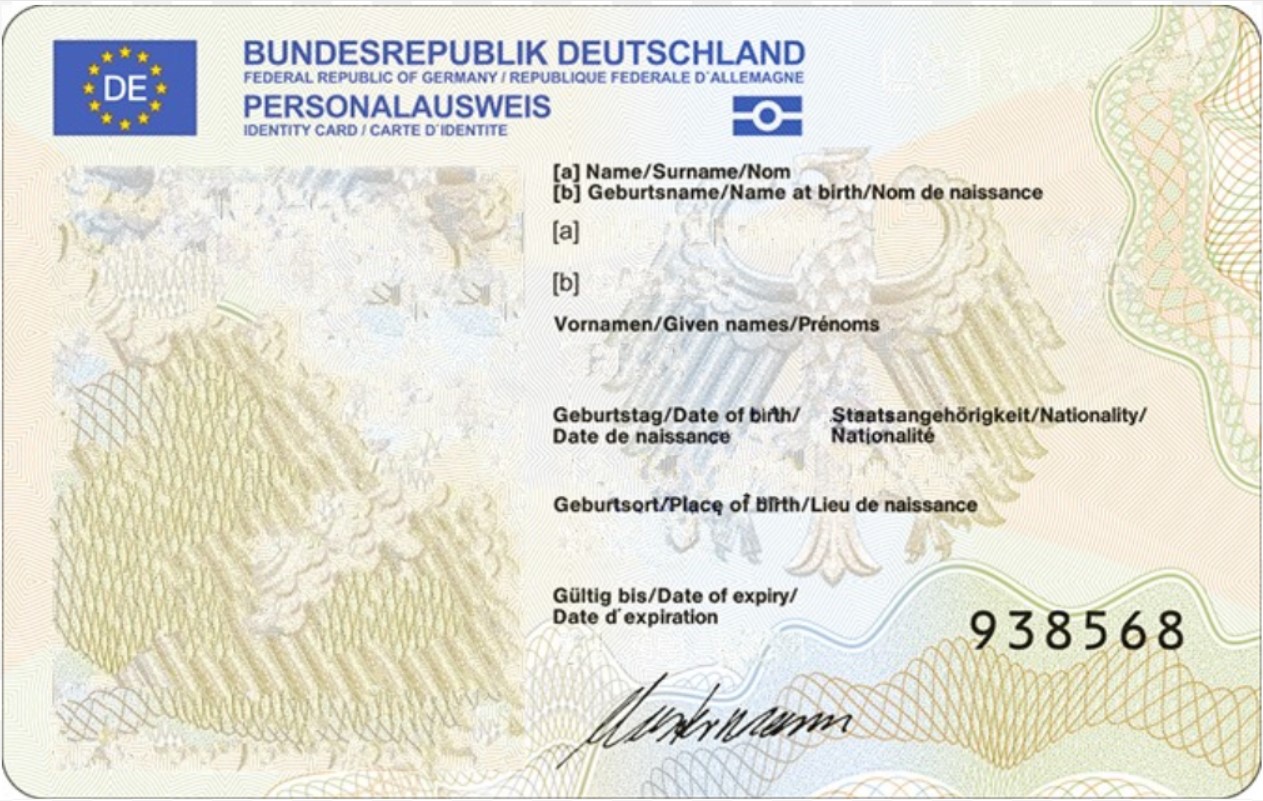 DE
BUNDESREPUBLIK DEUTSCHLAND
FEDERAL REPUBLIC OF GERMANY / REPUBLIQUE FEDERALE D´ALLEMAGNE
PERSONALAUSWEIS
IDENTITY CARD / CARTE D´IDENTITE
[a] Name/Surname/Nom
[b] Geburtsname/Name at birth/Nom de naissance
[a]
[b]
Vornamen/Given names/Prénoms
Geburtstag/Date of birth/ Staatsangehörigkeit/Nationality/
Date de naissance Nationalité
Geburtsort/Place of birth/Lieu de naissance
Gültig bis/Date of expiry/
Date d´expiration
938568
Mustermann